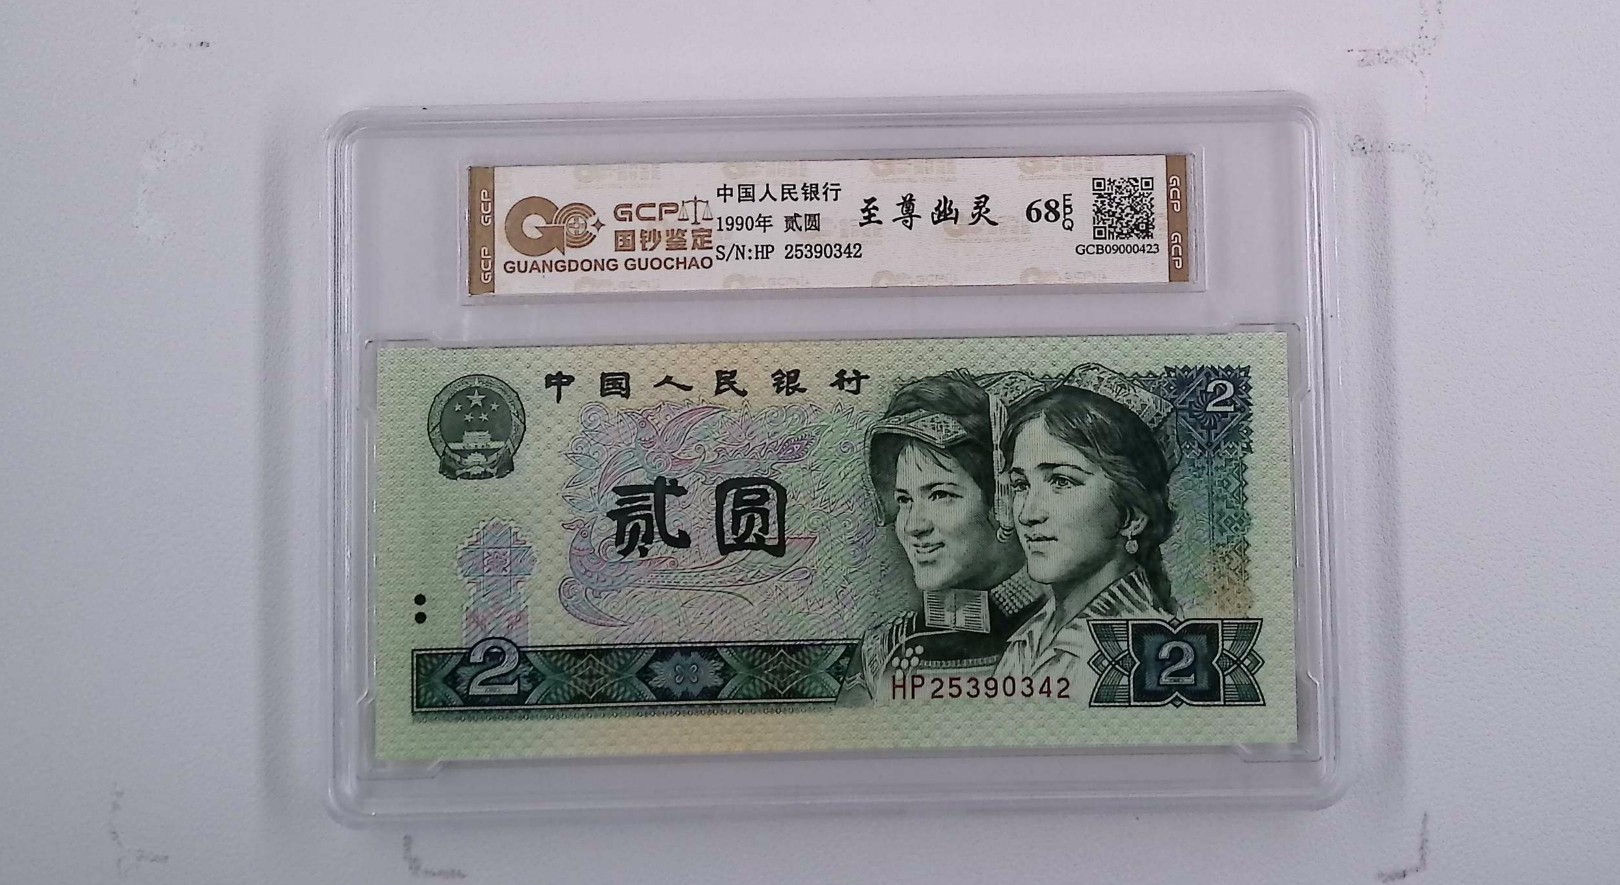 GCP GCP
GCP 国钞鉴定
GUANGDONG GUOCHAO
中国人民银行
1990年 贰圆
S/N:HP 25390342
至尊幽灵
68EPQ
GCB09000423
GCP GCP
中国人民银行
2
贰圆
2
HP25390342
2